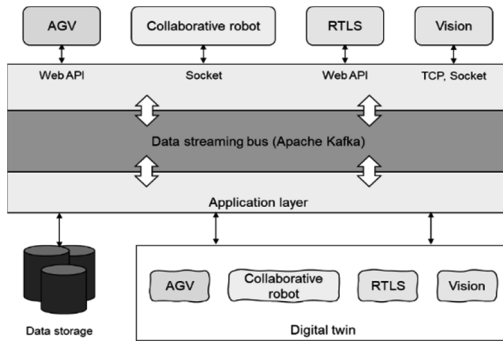 AGV
Collaborative robot
RTLS
Vision
Web API
Socket
Web API
TCP, Socket
Data streaming bus (Apache Kafka)
Application layer
AGV
Collaborative
robot
RTLS
Vision
Data storage
Digital twin